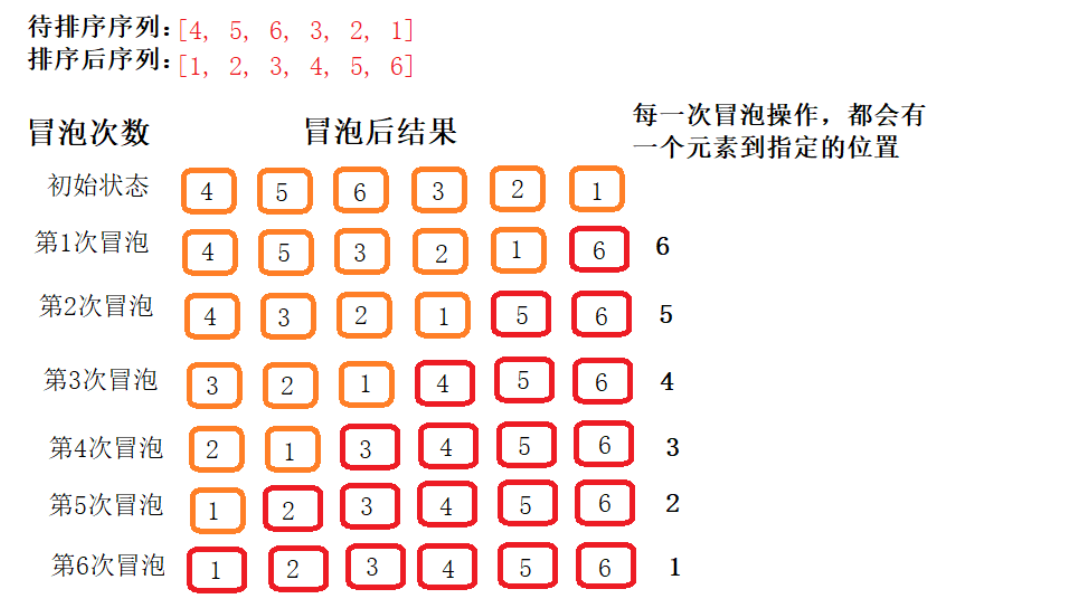 待排序序列：[4, 5, 6, 3, 2, 1]
排序后序列：[1, 2, 3, 4, 5, 6]
每一次冒泡操作，都会有
一个元素到指定的位置
冒泡次数 冒泡后结果
初始状态 4 5 6 3 2 1
第1次冒泡 4 5 3 2 1 6 6
第2次冒泡 4 3 2 1 5 6 5
第3次冒泡 3 2 1 4 5 6 4
第4次冒泡 2 1 3 4 5 6 3
第5次冒泡 1 2 3 4 5 6 2
第6次冒泡 1 2 3 4 5 6 1